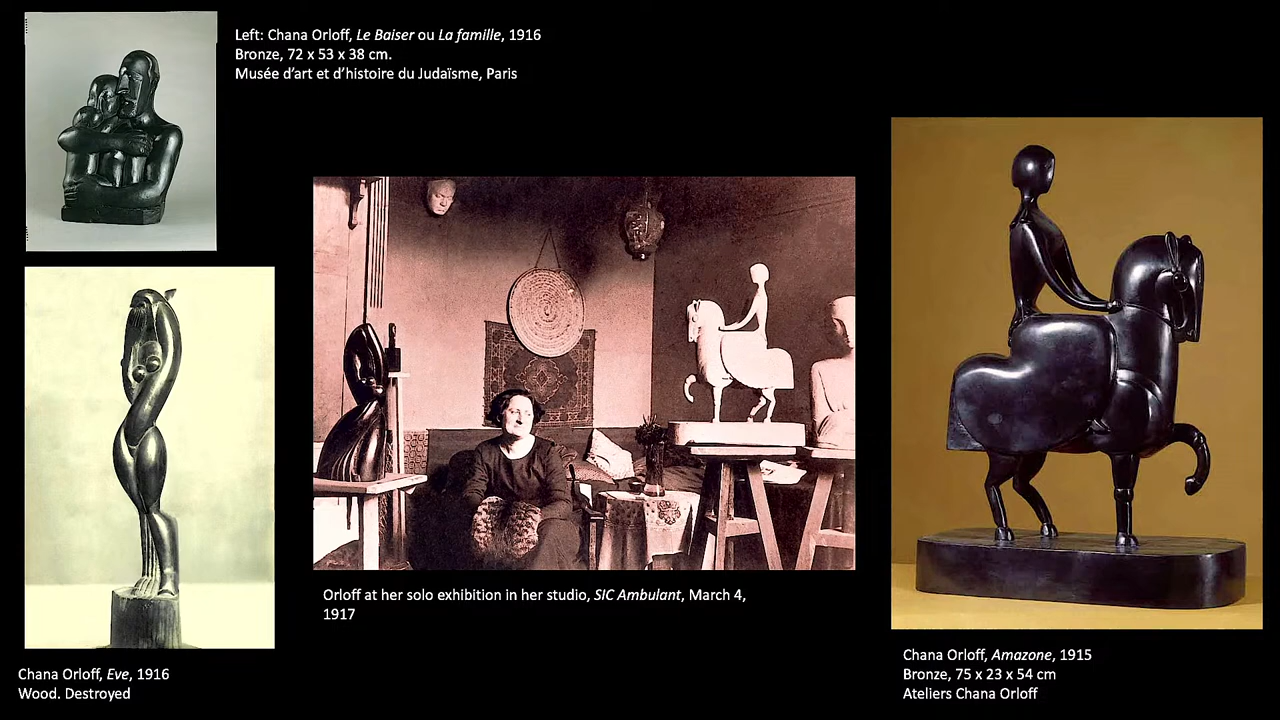 Left: Chana Orloff, Le Baiser ou La famille, 1916
Bronze, 72 x 53 x 38 cm.
Musée d'art et d'histoire du Judaïsme, Paris
Orloff at her solo exhibition in her studio, SIC Ambulant, March 4,
1917
Chana Orloff, Eve, 1916
Wood. Destroyed
Chana Orloff, Amazone, 1915
Bronze, 75 x 23 x 54 cm
Ateliers Chana Orloff